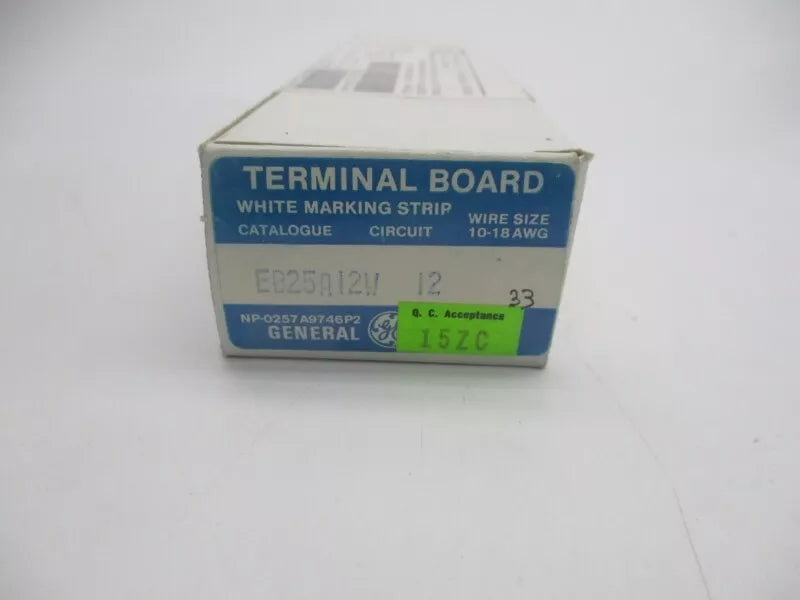 TERMINAL BOARD
WHITE MARKING STRIP
WIRE SIZE
CATALOGUE CIRCUIT 10-18 AWG
EB25A12W 12
33
NP-0257A9746P2
GENERAL GE
Q. C. Acceptance
15ZC